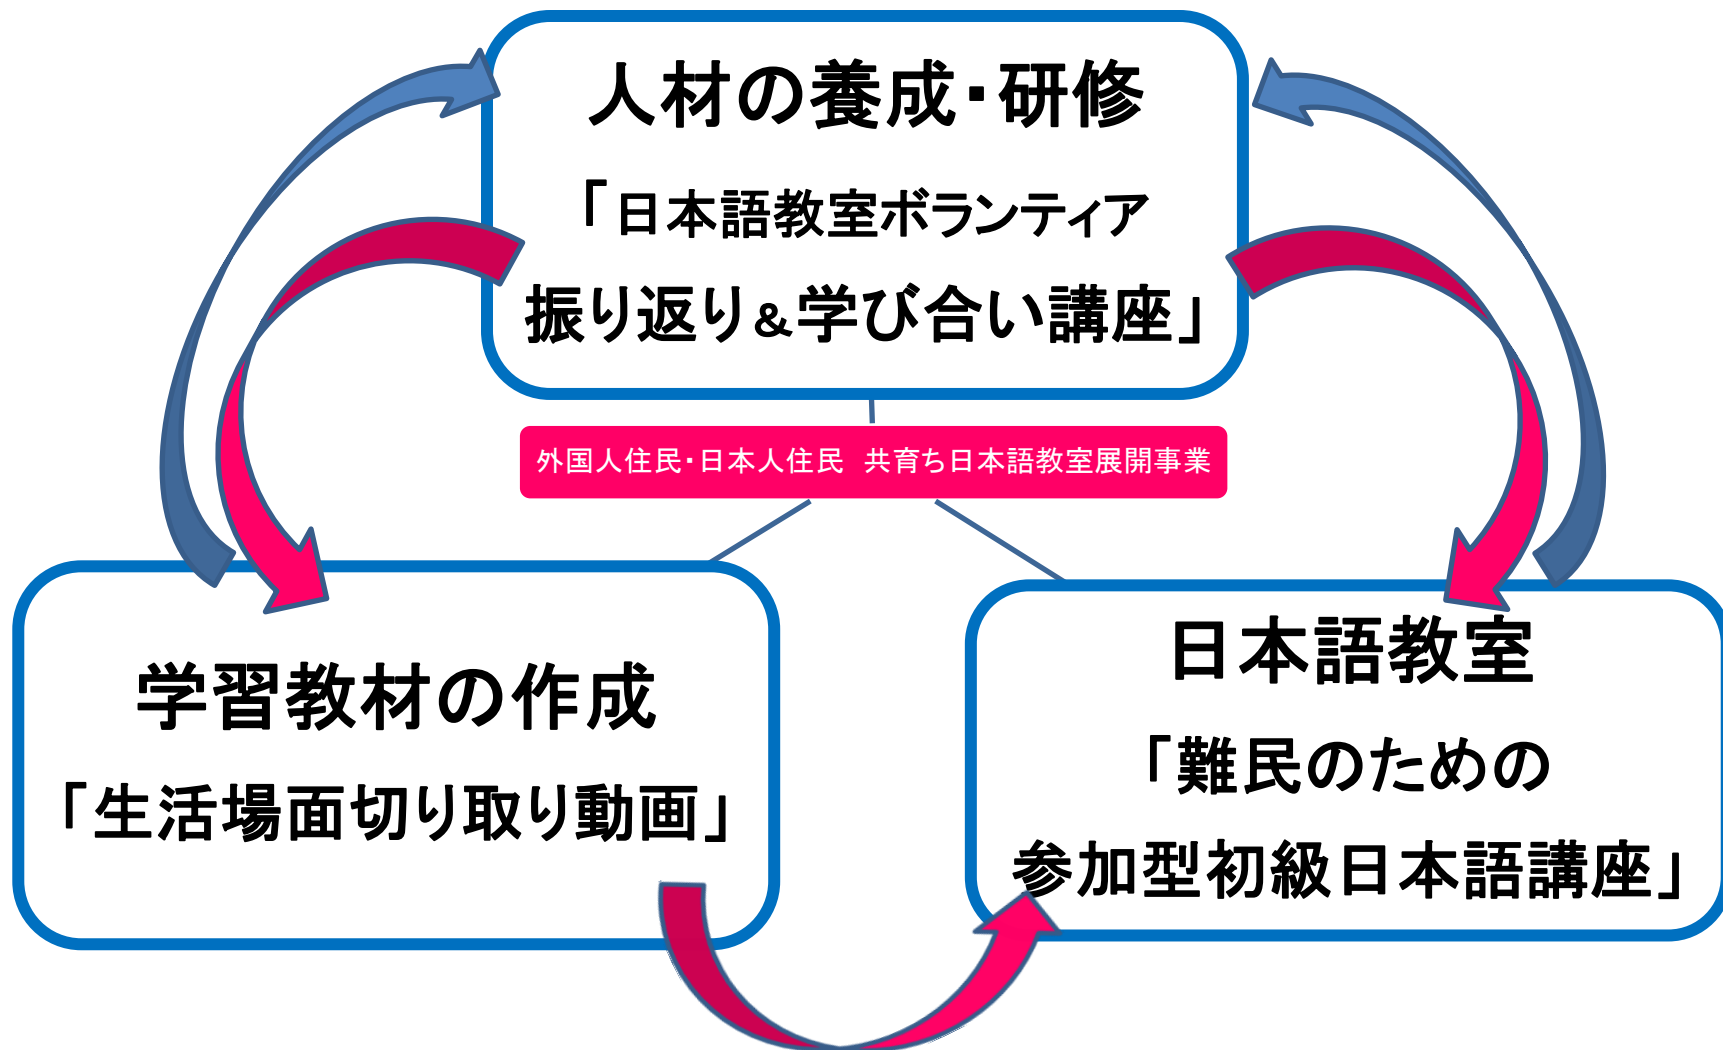 人材の養成・研修
「日本語教室ボランティア
振り返り&学び合い講座」
外国人住民・日本人住民　共育ち日本語教室展開事業
学習教材の作成
「生活場面切り取り動画」
日本語教室
「難民のための
参加型初級日本語講座」